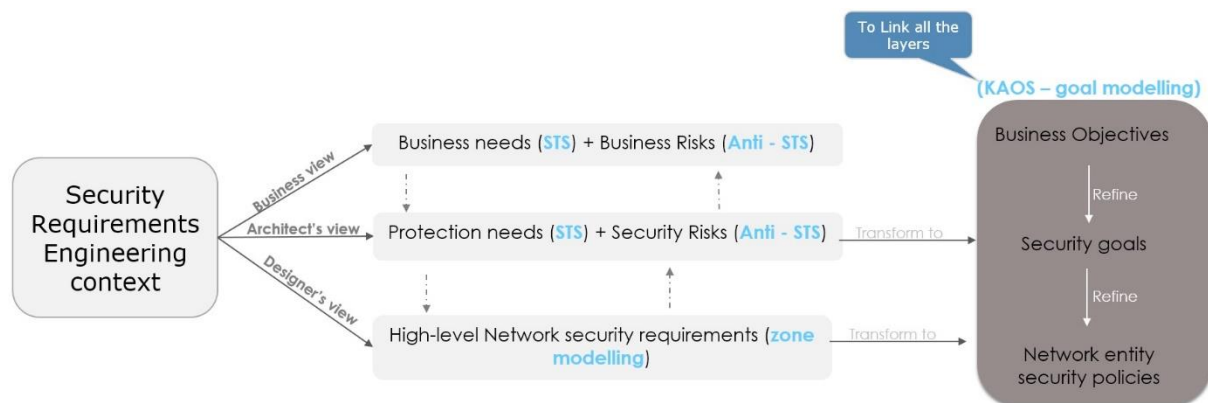 To Link all the
layers
(KAOS – goal modelling)
Security
Requirements
Engineering
context
Business view
Architect's view
Designer's view
Business needs (STS) + Business Risks (Anti - STS)
Protection needs (STS) + Security Risks (Anti - STS)
High-level Network security requirements (zone
modelling)
Transform to
Transform to
Business Objectives
Refine
Security goals
Refine
Network entity
security policies